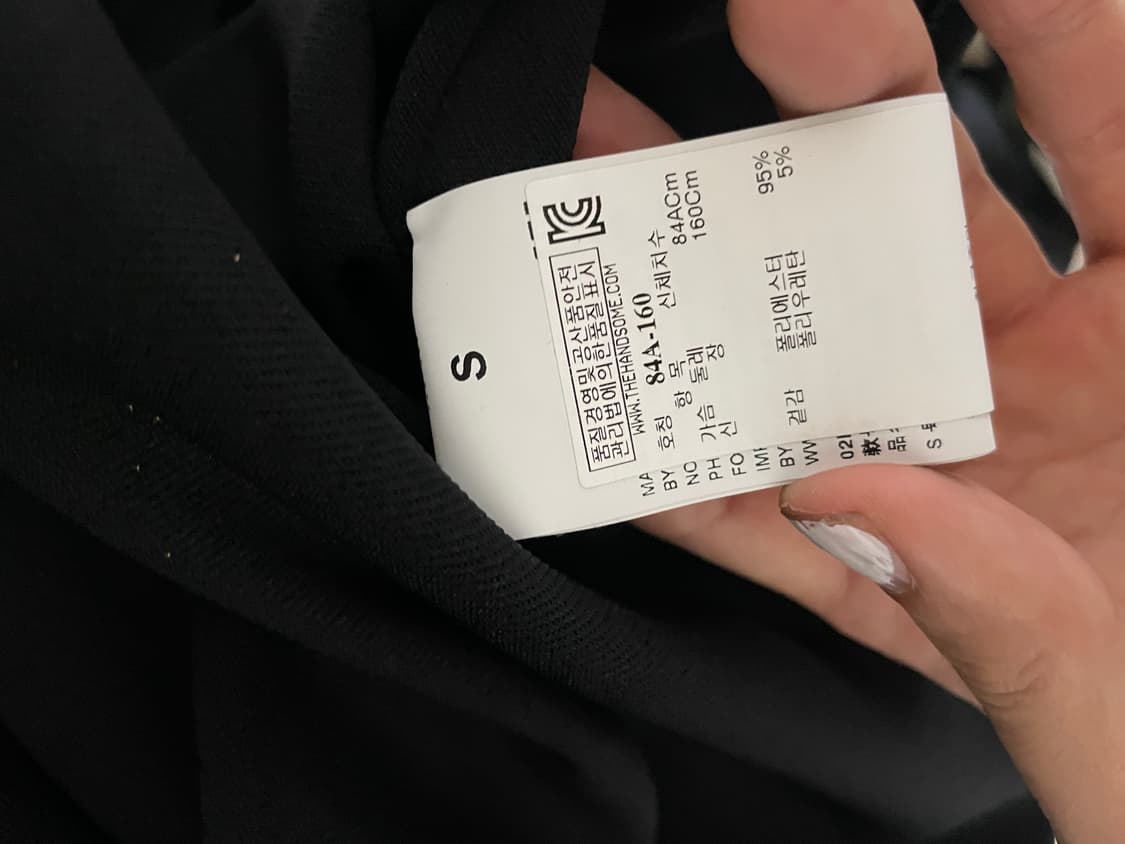 S
품질경영및공산품안전
관리법에의한품질표시
WWW.THEHANDSOME.COM
호칭 84A-160
항 목 신체치수
가슴 둘레 84ACm
신 장 160Cm
겉감 폴리에스터 95%
폴리우레탄 5%
MA
BY
NO
PH
FO
IM
BY
WW
02
款
品
S